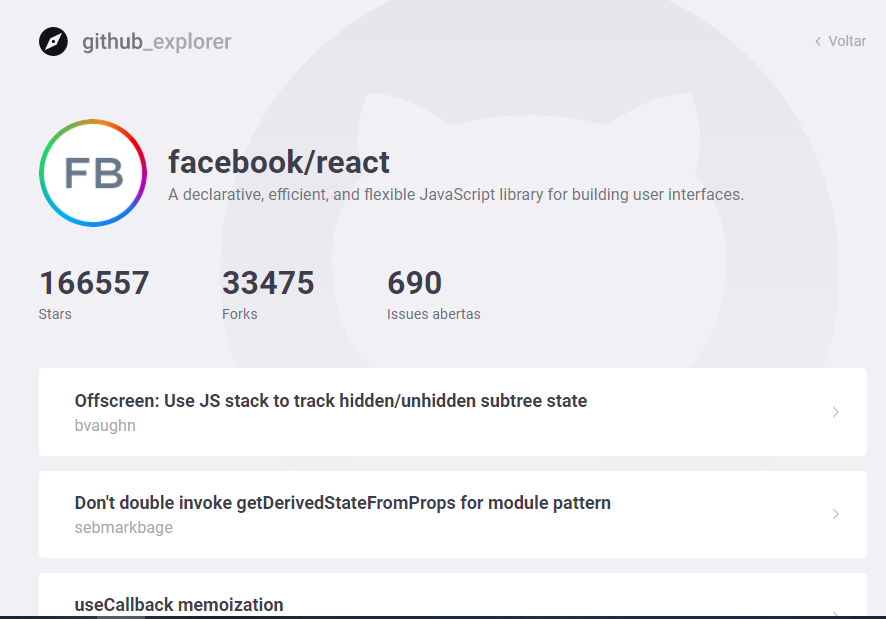 github_explorer
Voltar
FB
facebook/react
A declarative, efficient, and flexible JavaScript library for building user interfaces.
166557
33475
690
Stars
Forks
Issues abertas
Offscreen: Use JS stack to track hidden/unhidden subtree state
bvaughn
Don't double invoke getDerivedStateFromProps for module pattern
sebmarkbage
useCallback memoization